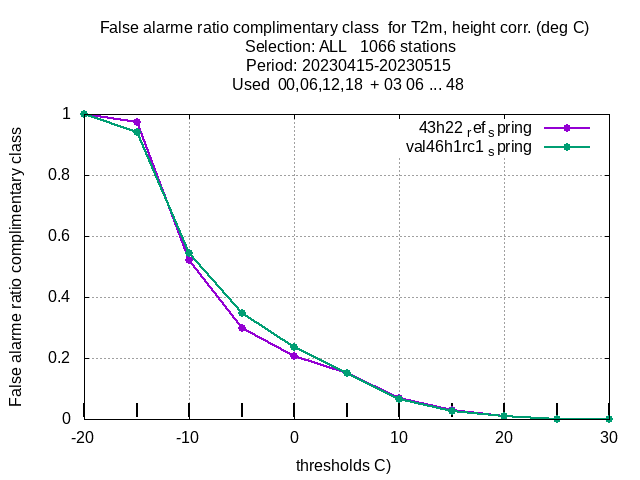 False alarme ratio complimentary class  for T2m, height corr. (deg C)
Selection: ALL   1066 stations
Period: 20230415-20230515
Used  00,06,12,18  + 03 06 ... 48
43h22 ref spring
val46h1rc1 spring
False alarme ratio complimentary class
1
0.8
0.6
0.4
0.2
0
-20 -10 0 10 20 30
thresholds C)